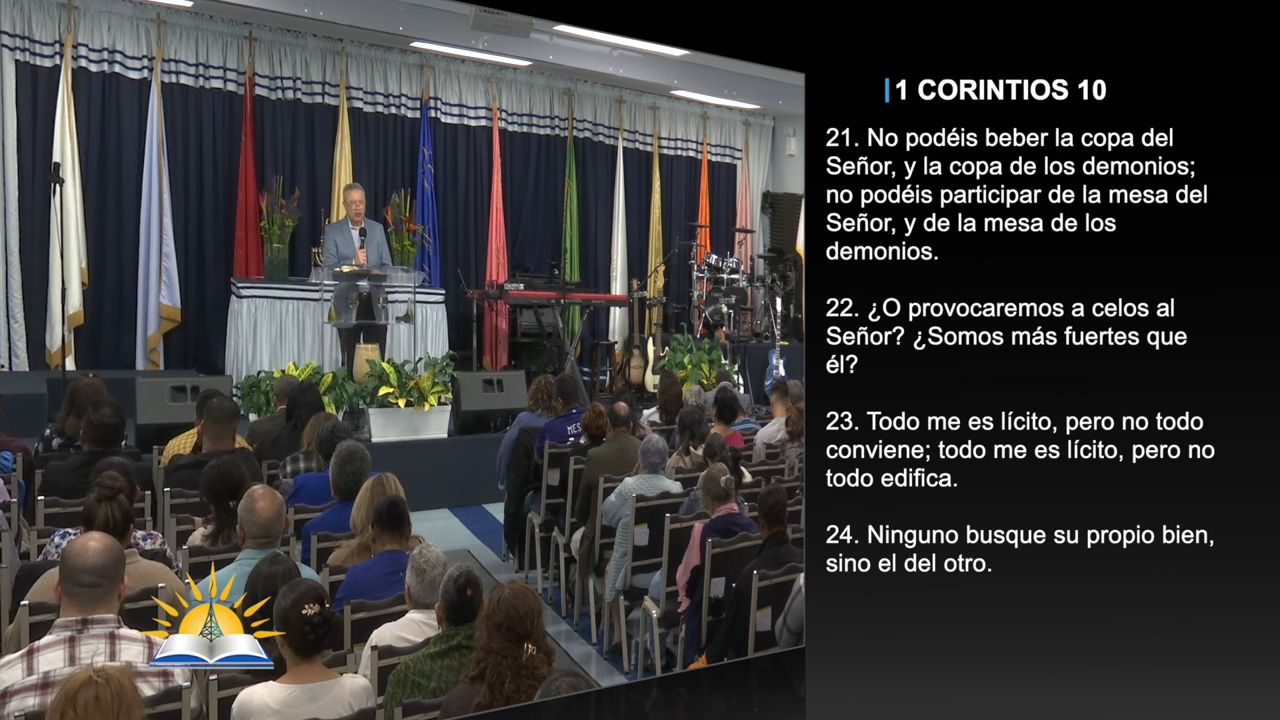 1 CORINTIOS 10
21. No podéis beber la copa del
Señor, y la copa de los demonios;
no podéis participar de la mesa del
Señor, y de la mesa de los
demonios.
22. ¿O provocaremos a celos al
Señor? ¿Somos más fuertes que
él?
23. Todo me es lícito, pero no todo
conviene; todo me es lícito, pero no
todo edifica.
24. Ninguno busque su propio bien,
sino el del otro.
MES